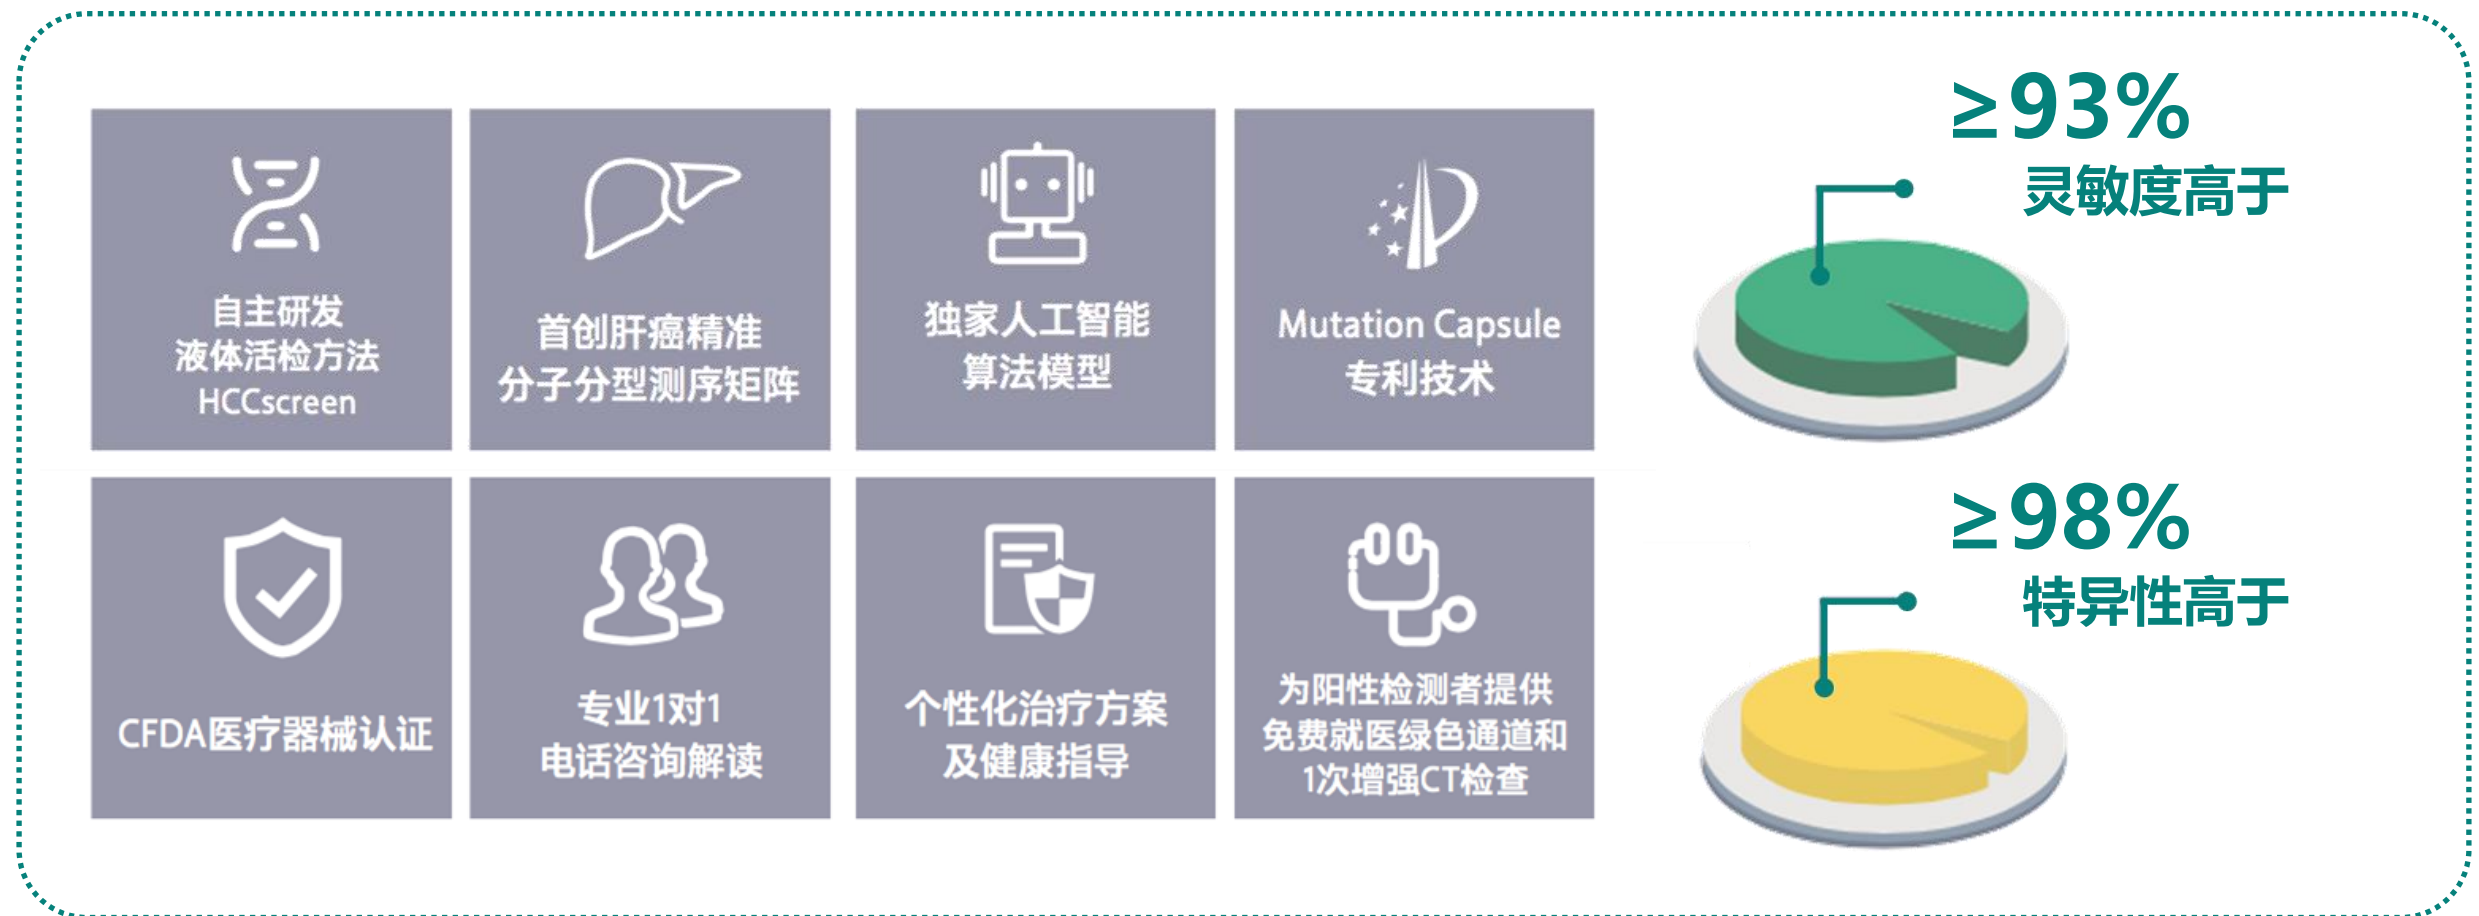 自主研发
液体活检方法
HCCscreen
首创肝癌精准
分子分型测序矩阵
独家人工智能
算法模型
Mutation Capsule
专利技术
≥93%
灵敏度高于
CFDA医疗器械认证
专业1对1
电话咨询解读
个性化治疗方案
及健康指导
为阳性检测者提供
免费就医绿色通道和
1次增强CT检查
≥98%
特异性高于